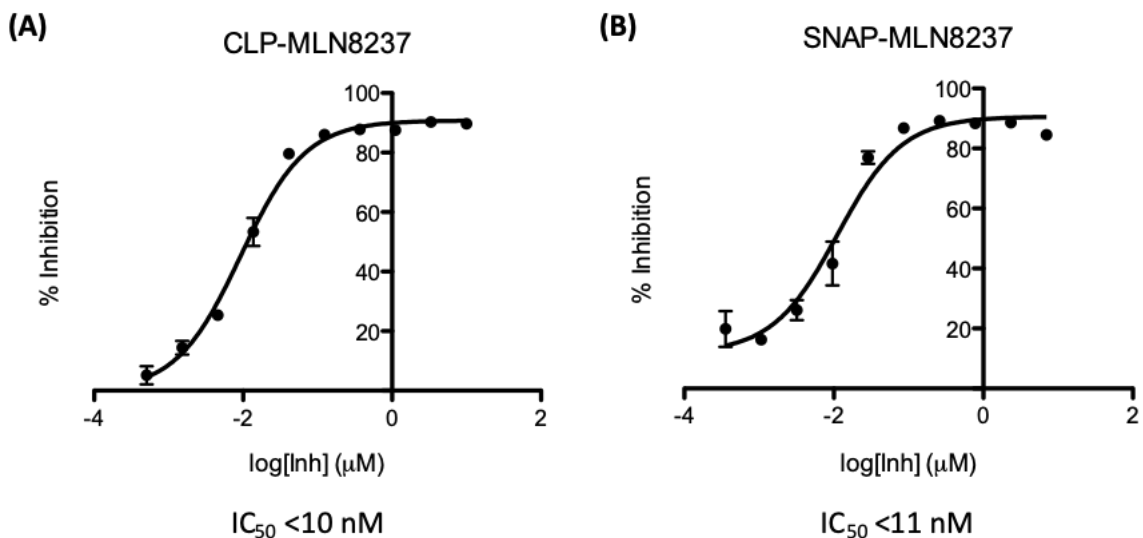 (A)
CLP-MLN8237
100
80
60
40
20
% Inhibition
-4 -2 0 2
log[Inh] (μM)
IC₅₀ <10 nM
(B)
SNAP-MLN8237
100
80
60
40
20
% Inhibition
-4 -2 0 2
log[Inh] (μM)
IC₅₀ <11 nM